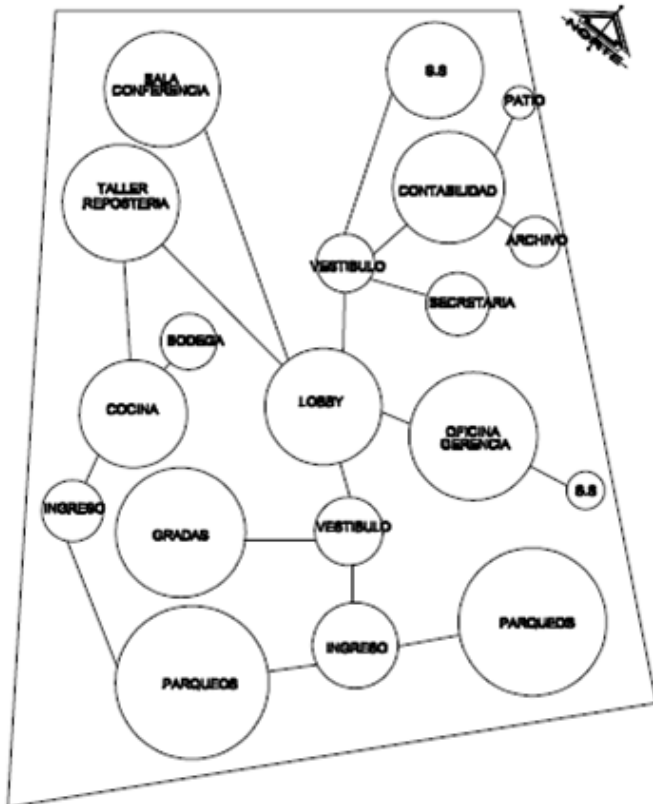 NORTE
S.S
SALA
CONFERENCIA
PATIO
TALLER
REPOSTERIA
CONTABILIDAD
ARCHIVO
VESTIBULO
SECRETARIA
BODEGA
LOBBY
COCINA
OFICINA
GERENCIA
S.S
INGRESO
VESTIBULO
GRADAS
PARQUEOS
INGRESO
PARQUEOS